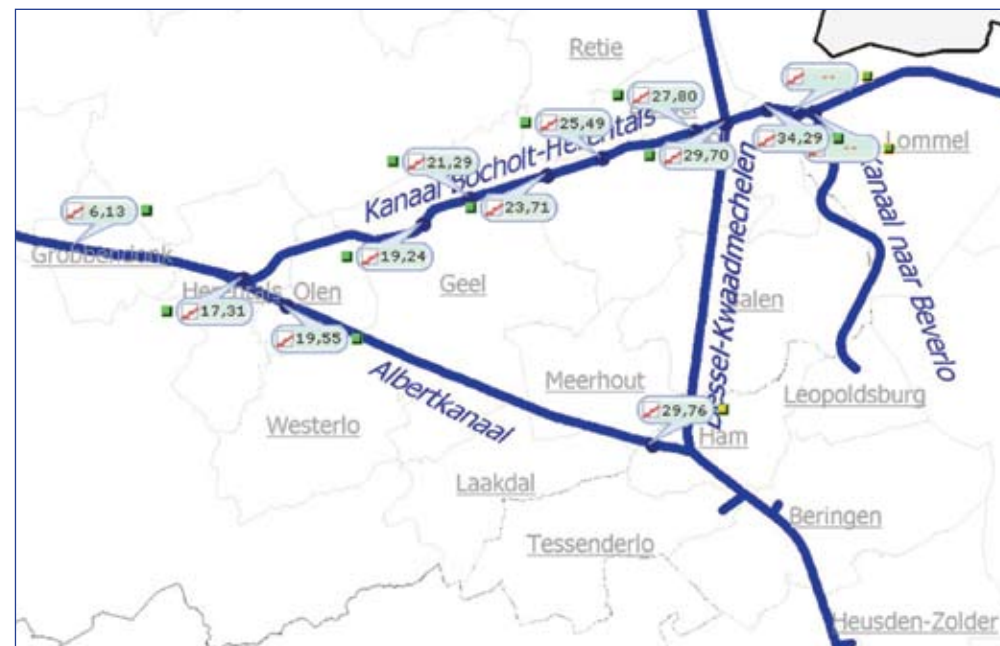 Retie
27,80
--
25,49
Kanaal Bocholt-Herentals
34,29
Lommel
--
29,70
21,29
23,71
6,13
Kanaal naar Beverlo
Grobbendonk
19,24
Geel
Herentals
Olen
17,31
19,55
Meerhout
Leopoldsburg
Albertkanaal
29,76
Westerlo
Ham
Laakdal
Beringen
Tessenderlo
Heusden-Zolder